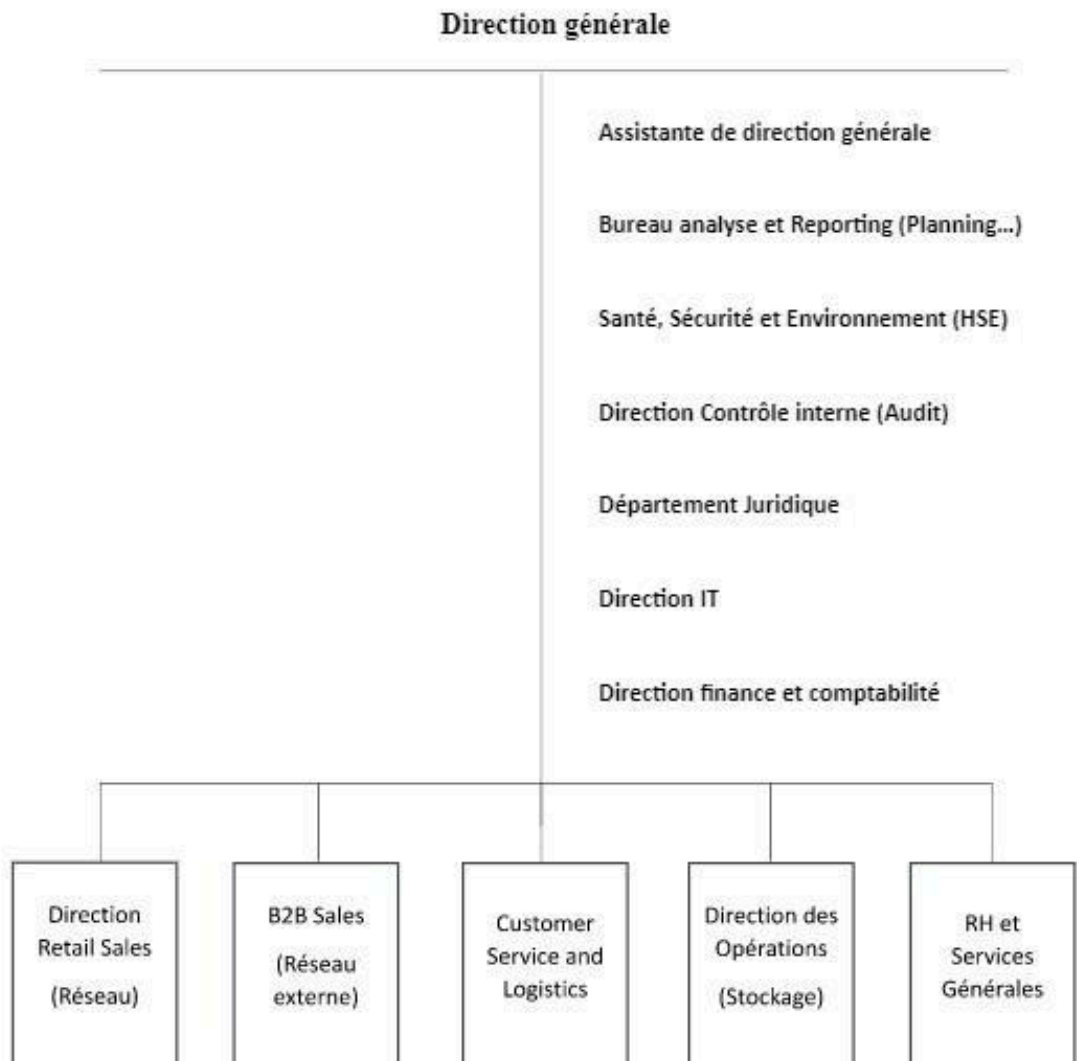 Direction générale
Assistante de direction générale
Bureau analyse et Reporting (Planning...)
Santé, Sécurité et Environnement (HSE)
Direction Contrôle interne (Audit)
Département Juridique
Direction IT
Direction finance et comptabilité
Direction
Retail Sales
(Réseau)
B2B Sales
(Réseau
externe)
Customer
Service and
Logistics
Direction des
Opérations
(Stockage)
RH et
Services
Générales